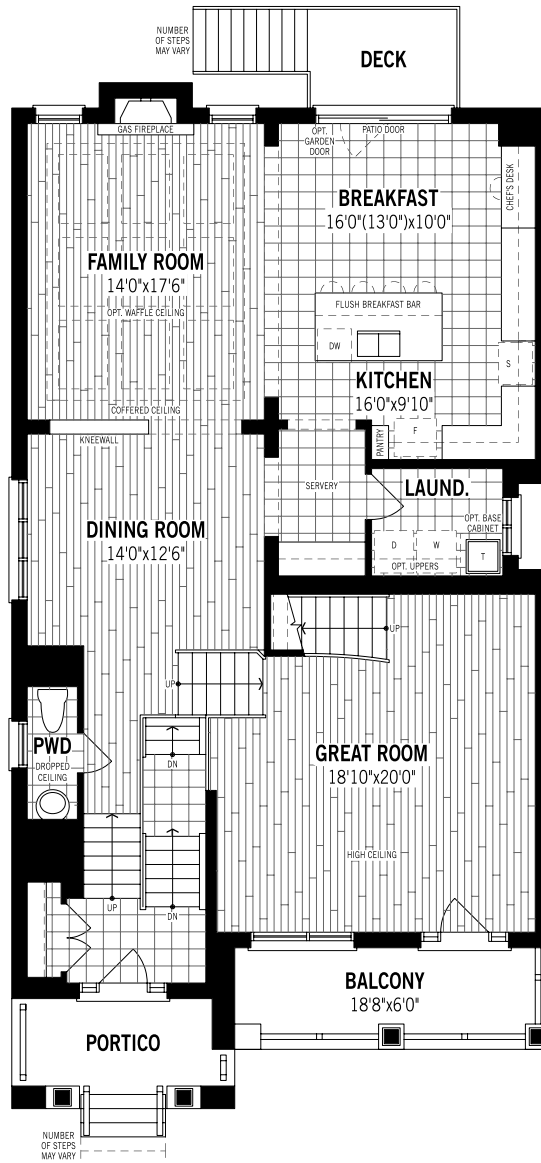 NUMBER
OF STEPS
MAY VARY
DECK
GAS FIREPLACE
OPT.
GARDEN
DOOR
PATIO DOOR
CHEF'S DESK
BREAKFAST
16'0"(13'0")x10'0"
FAMILY ROOM
14'0"x17'6"
OPT. WAFFLE CEILING
FLUSH BREAKFAST BAR
DW
S
KITCHEN
16'0"x9'10"
COFFERED CEILING
KNEEWALL
PANTRY
F
SERVERY
LAUND.
OPT. BASE
CABINET
DINING ROOM
14'0"x12'6"
D
W
T
OPT. UPPERS
UP
UP
PWD
DROPPED
CEILING
DN
GREAT ROOM
18'10"x20'0"
HIGH CEILING
UP
DN
BALCONY
18'8"x6'0"
PORTICO
NUMBER
OF STEPS
MAY VARY